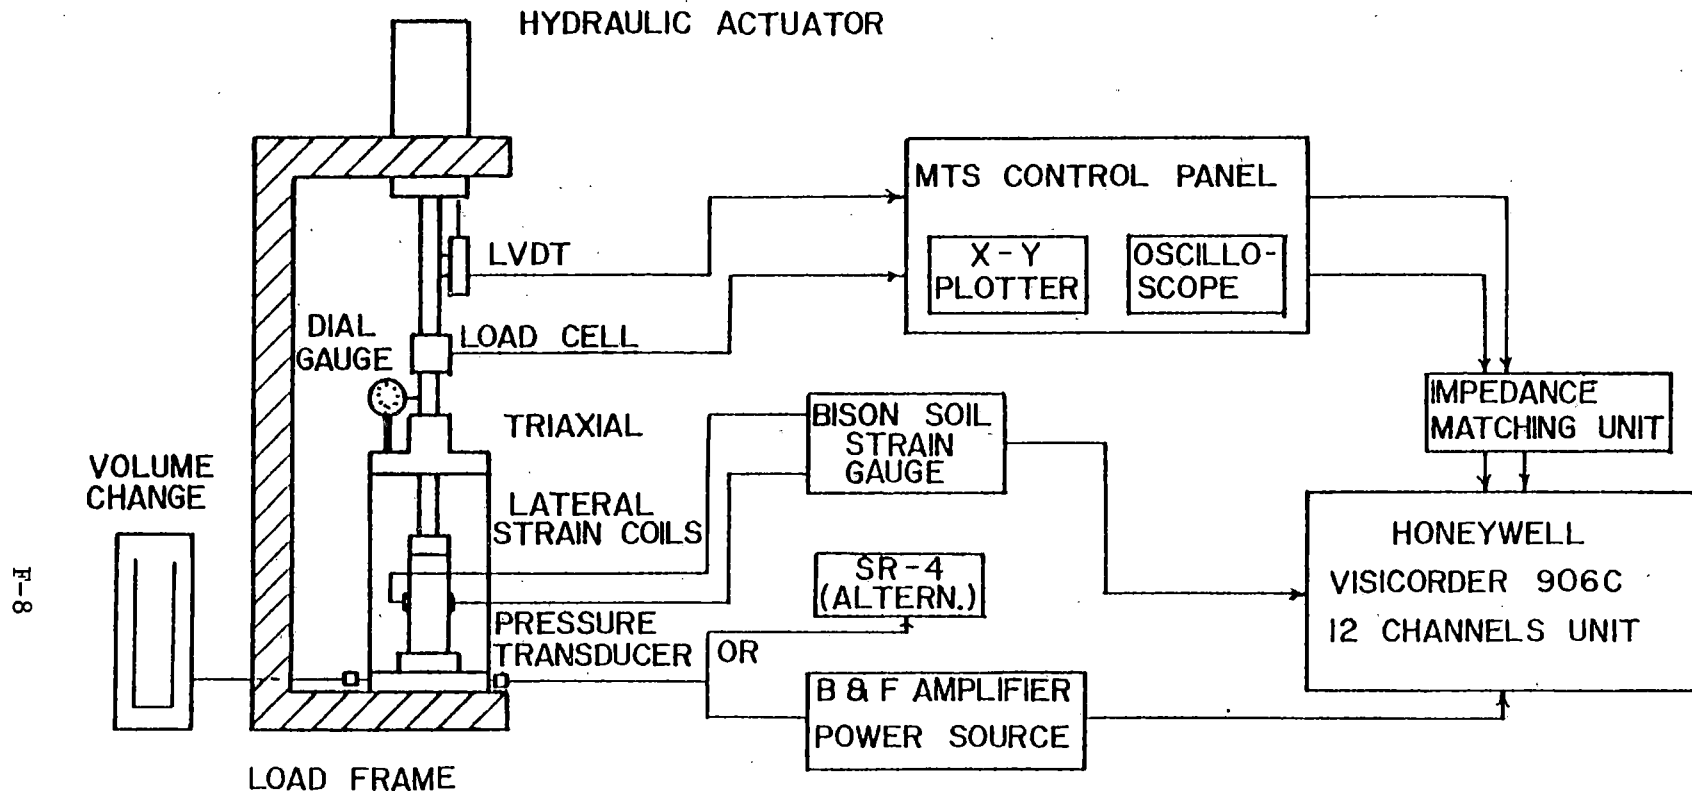 HYDRAULIC ACTUATOR
MTS CONTROL PANEL
X-Y
PLOTTER
OSCILLO-
SCOPE
LVDT
DIAL
GAUGE
LOAD CELL
IMPEDANCE
MATCHING UNIT
BISON SOIL
STRAIN
GAUGE
TRIAXIAL
VOLUME
CHANGE
LATERAL
STRAIN COILS
HONEYWELL
VISICORDER 906C
12 CHANNELS UNIT
SR-4
(ALTERN.)
PRESSURE
TRANSDUCER
OR
B & F AMPLIFIER
POWER SOURCE
LOAD FRAME
F-8